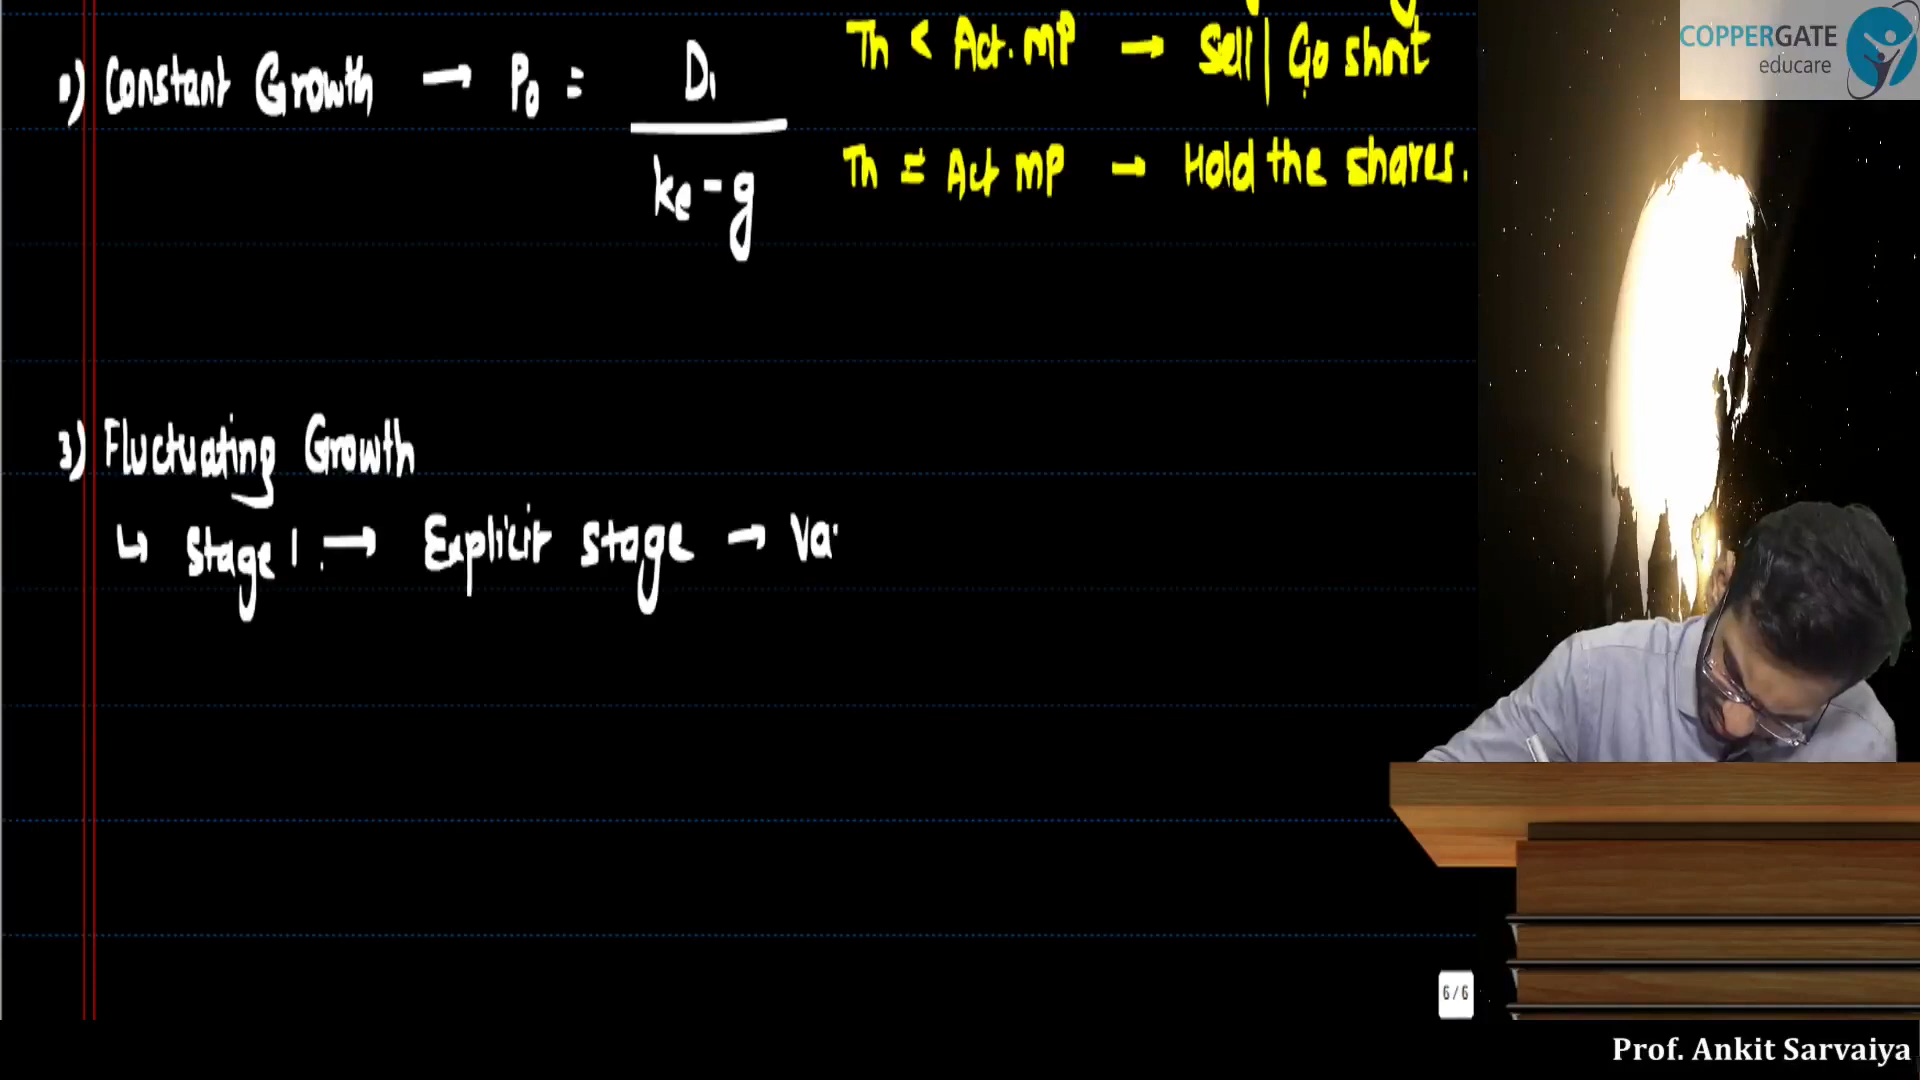 Th < Act. MP → Sell | Go short
Constant Growth → P0 = D1 / ke - g
Th = Act MP → Hold the shares.
3) Fluctuating Growth
↳ Stage 1 → Explicit stage → Va
COPPERGATE
educare
6/6
Prof. Ankit Sarvaiya